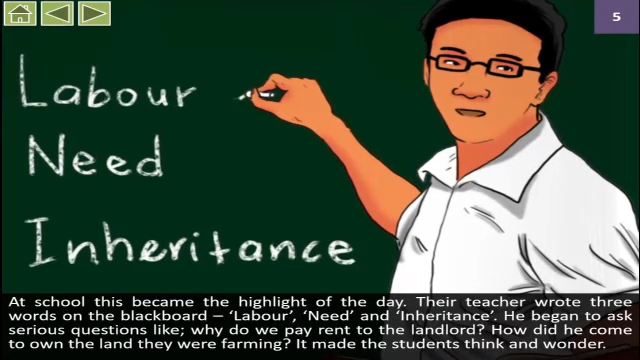 5
Labour
Need
Inheritance
At school this became the highlight of the day. Their teacher wrote three
words on the blackboard – ‘Labour’, ‘Need’ and ‘Inheritance’. He began to ask
serious questions like; why do we pay rent to the landlord? How did he come
to own the land they were farming? It made the students think and wonder.